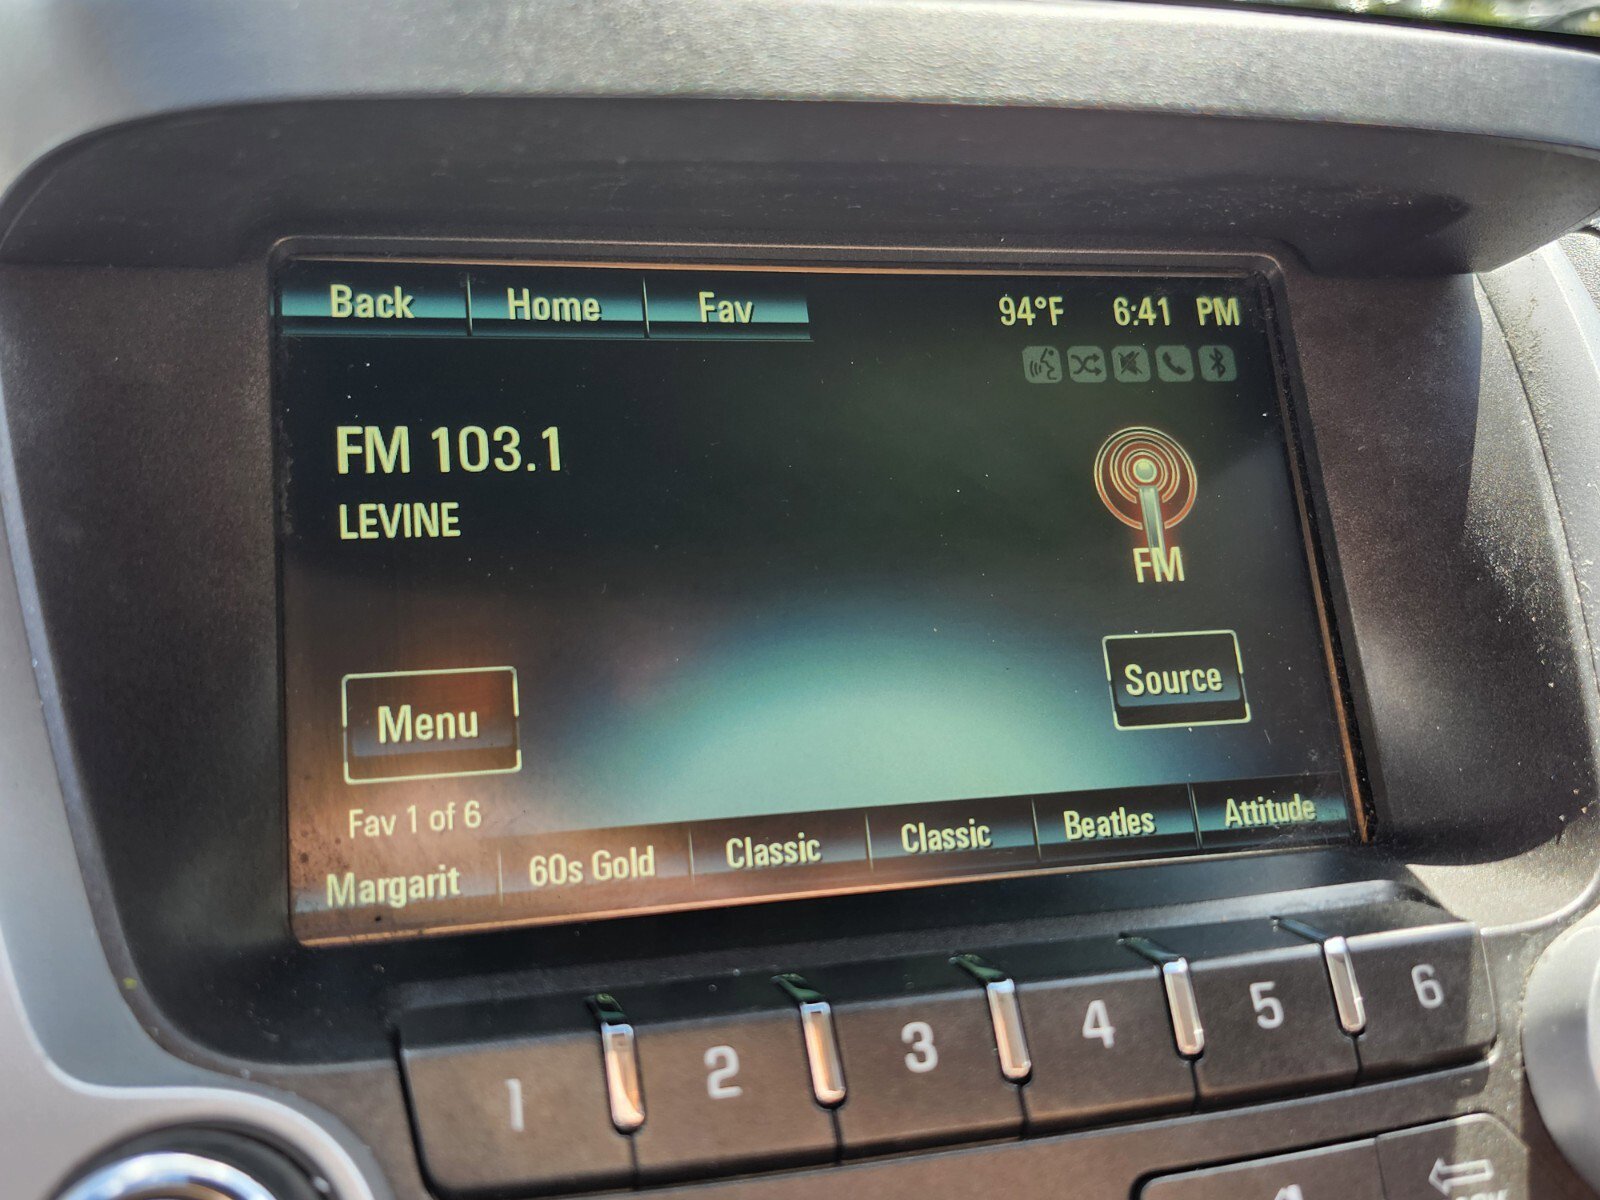 Back Home Fav 94°F 6:41 PM
FM 103.1
LEVINE
FM
Menu Source
Fav 1 of 6
Margarit 60s Gold Classic Classic Beatles Attitude
1 2 3 4 5 6